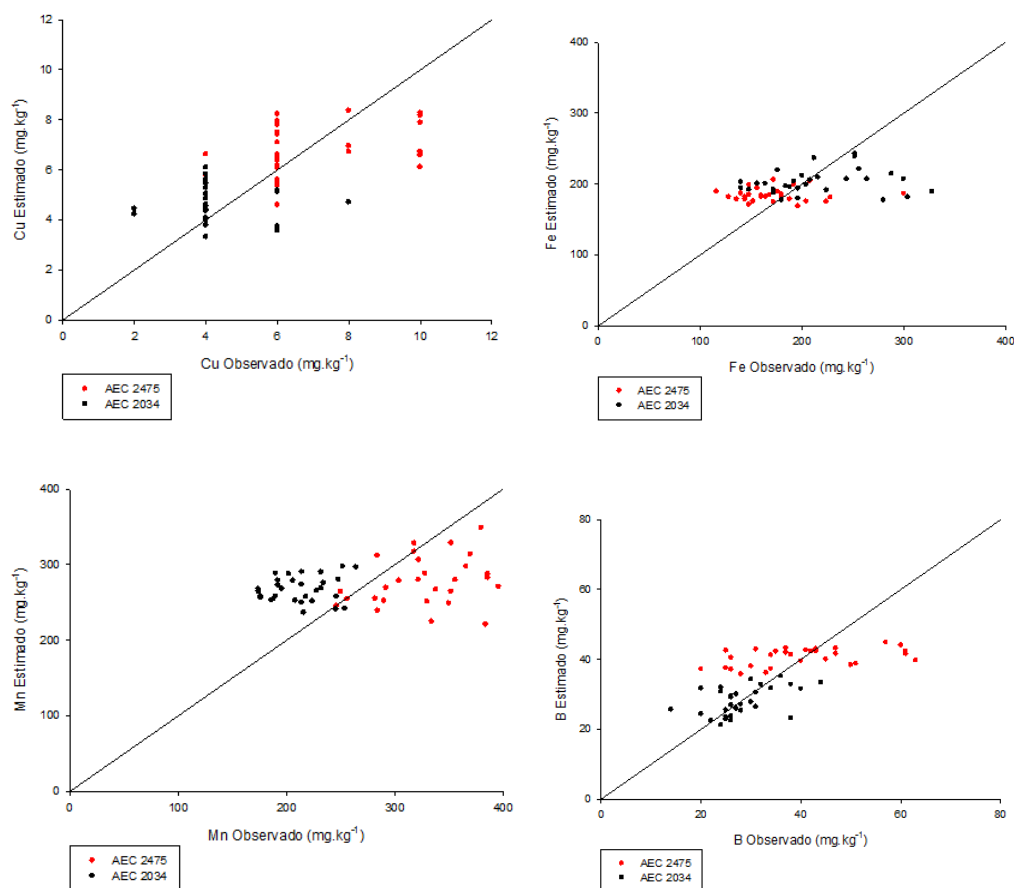 12
10
8
6
4
2
0
Cu Estimado (mg.kg⁻¹)
0 2 4 6 8 10 12
Cu Observado (mg.kg⁻¹)
AEC 2475
AEC 2034
400
300
200
100
0
Fe Estimado (mg.kg⁻¹)
0 100 200 300 400
Fe Observado (mg.kg⁻¹)
AEC 2475
AEC 2034
400
300
200
100
0
Mn Estimado (mg.kg⁻¹)
0 100 200 300 400
Mn Observado (mg.kg⁻¹)
AEC 2475
AEC 2034
80
60
40
20
0
B Estimado (mg.kg⁻¹)
0 20 40 60 80
B Observado (mg.kg⁻¹)
AEC 2475
AEC 2034